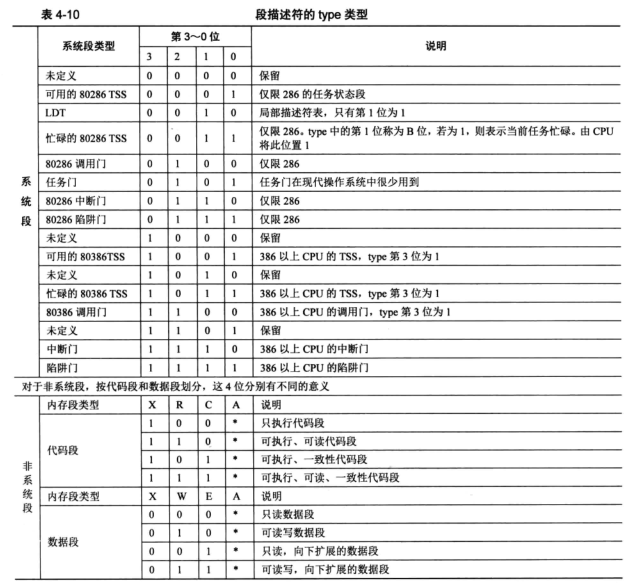 表 4-10 段描述符的 type 类型
系统段类型 第 3～0 位 说明
3 2 1 0
系统段
未定义 0 0 0 0 保留
可用的 80286 TSS 0 0 0 1 仅限 286 的任务状态段
LDT 0 0 1 0 局部描述符表，只有第 1 位为 1
忙碌的 80286 TSS 0 0 1 1 仅限 286。type 中的第 1 位称为 B 位，若为 1，则表示当前任务忙碌。由 CPU
将此位置 1
80286 调用门 0 1 0 0 仅限 286
任务门 0 1 0 1 任务门在现代操作系统中很少用到
80286 中断门 0 1 1 0 仅限 286
80286 陷阱门 0 1 1 1 仅限 286
未定义 1 0 0 0 保留
可用的 80386TSS 1 0 0 1 386 以上 CPU 的 TSS，type 第 3 位为 1
未定义 1 0 1 0 保留
忙碌的 80386 TSS 1 0 1 1 386 以上 CPU 的 TSS，type 第 3 位为 1
80386 调用门 1 1 0 0 386 以上 CPU 的调用门，type 第 3 位为 1
未定义 1 1 0 1 保留
中断门 1 1 1 0 386 以上 CPU 的中断门
陷阱门 1 1 1 1 386 以上 CPU 的陷阱门
对于非系统段，按代码段和数据段划分，这 4 位分别有不同的意义
非系统段
内存段类型 X R C A 说明
代码段
1 0 0 * 只执行代码段
1 1 0 * 可执行、可读代码段
1 0 1 * 可执行、一致性代码段
1 1 1 * 可执行、可读、一致性代码段
内存段类型 X W E A 说明
数据段
0 0 0 * 只读数据段
0 1 0 * 可读写数据段
0 0 1 * 只读，向下扩展的数据段
0 1 1 * 可读写，向下扩展的数据段